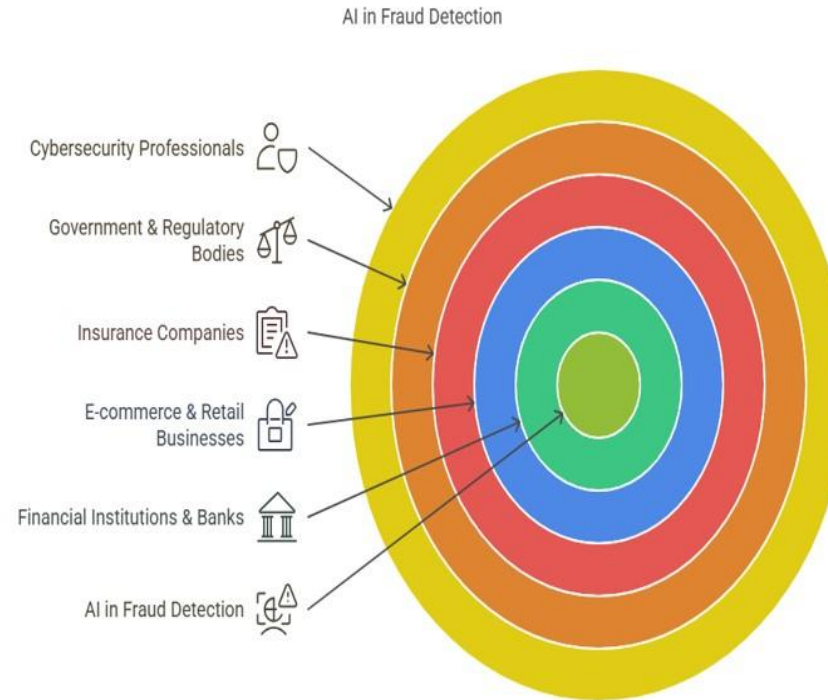 AI in Fraud Detection
Cybersecurity Professionals
Government & Regulatory
Bodies
Insurance Companies
E-commerce & Retail
Businesses
Financial Institutions & Banks
AI in Fraud Detection